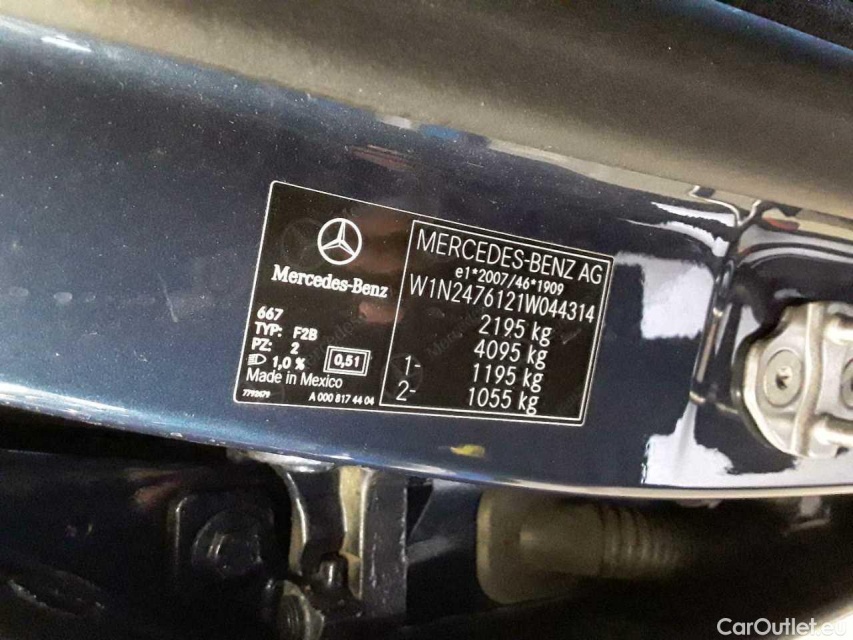 Mercedes-Benz
667
TYP: F2B
PZ: 2
1,0 %
0,51
Made in Mexico
7792679
A 000 817 44 04
MERCEDES-BENZ AG
e1*2007/46*1909
W1N2476121W044314
2195 kg
4095 kg
1- 1195 kg
2- 1055 kg
CarOutlet.eu